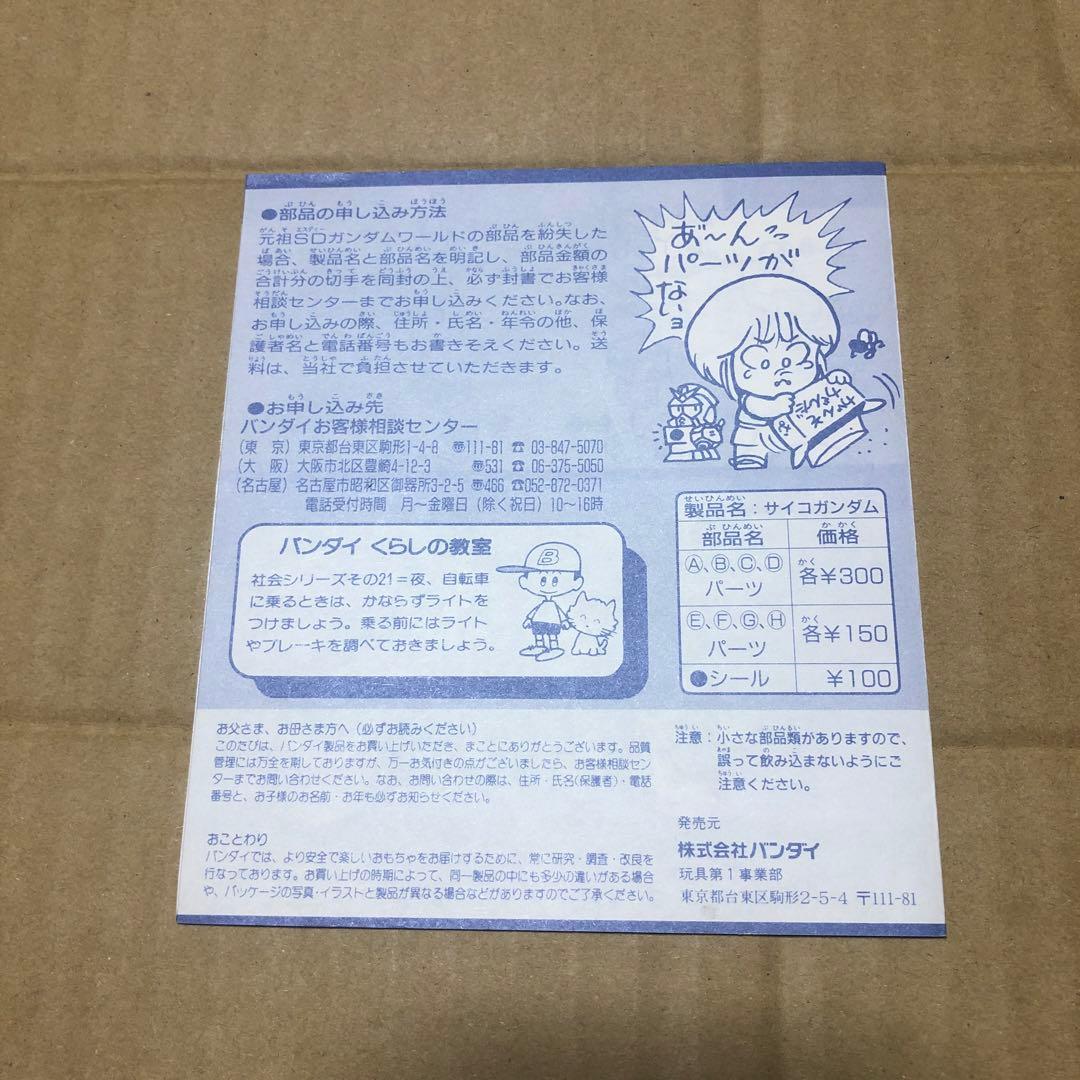 ●部品の申し込み方法
元祖SDガンダムワールドの部品を紛失した
場合、製品名と部品名を明記し、部品金額の
合計分の切手を同封の上、必ず封書でお客様
相談センターまでお申し込みください。なお、
お申し込みの際、住所・氏名・年令の他、保
護者名と電話番号もお書きそえください。送
料は、当社で負担させていただきます。
●お申し込み先
バンダイお客様相談センター
(東　京) 東京都台東区駒形1-4-8 〠111-81 ☎ 03-847-5070
(大　阪) 大阪市北区豊崎4-12-3 〠531 ☎ 06-375-5050
(名古屋) 名古屋市昭和区御器所3-2-5 〠466 ☎052-872-0371
電話受付時間　月～金曜日 (除く祝日) 10～16時
バンダイ くらしの教室
社会シリーズその21＝夜、自転車
に乗るときは、かならずライトを
つけましょう。乗る前にはライト
やブレーキを調べておきましょう。
B
あ゛～んっ
パーツが
ないョ
がんそ
がんだ
製品名：サイコガンダム
部品名 価格
Ⓐ、Ⓑ、Ⓒ、Ⓓ
パーツ 各¥300
Ⓔ、Ⓕ、Ⓖ、Ⓗ
パーツ 各¥150
●シール ¥100
お父さま、お母さま方へ (必ずお読みください)
このたびは、バンダイ製品をお買い上げいただき、まことにありがとうございます。品質
管理には万全を期しておりますが、万一お気付きの点がございましたら、お客様相談セン
ターまでお問い合わせください。なお、お問い合わせの際は、住所・氏名(保護者)・電話
番号と、お子様のお名前・お年も必ずお知らせください。
おことわり
バンダイでは、より安全で楽しいおもちゃをお届けするために、常に研究・調査・改良を
行なっております。お買い上げの時期によって、同一製品の中にも多少の違いがある場合
や、パッケージの写真・イラストと製品が異なる場合などがありますのでご了承ください。
注意：小さな部品類がありますので、
誤って飲み込まないようにご
注意ください。
発売元
株式会社バンダイ
玩具第1事業部
東京都台東区駒形2-5-4 〒111-81